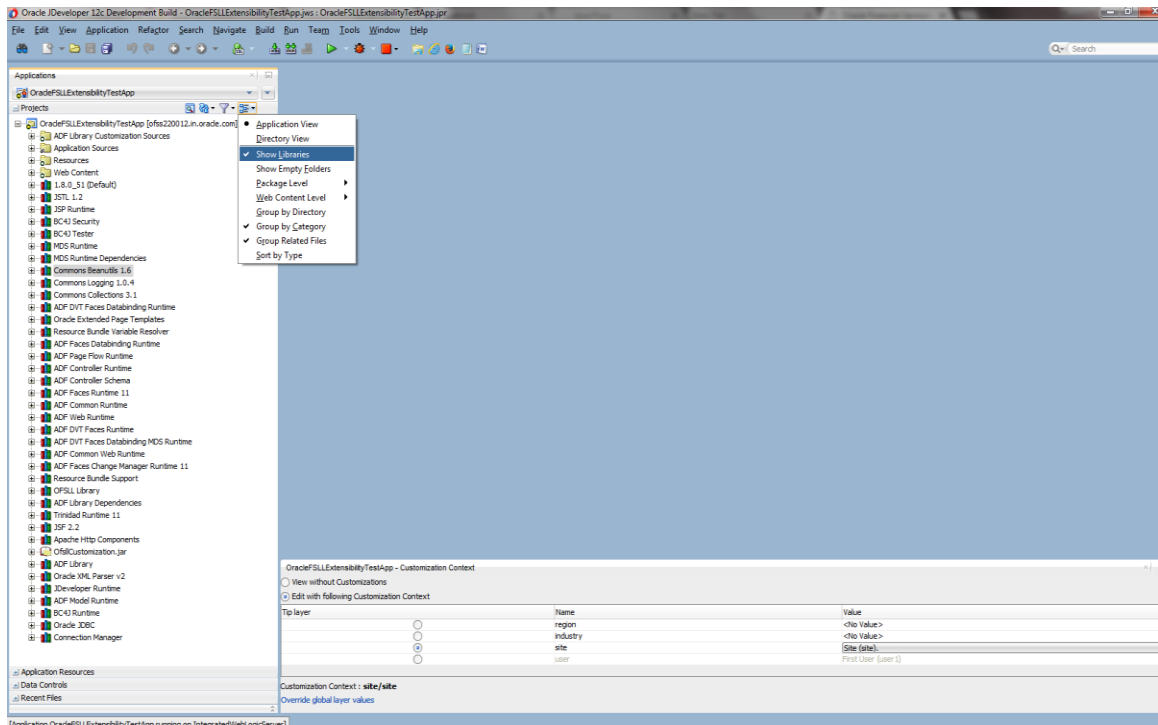 Oracle JDeveloper 12c Development Build - OracleFSLLExtensibilityTestApp.jws : OracleFSLLExtensibilityTestApp.jpr
File Edit View Application Refactor Search Navigate Build Run Team Tools Window Help
Search
Applications
OracleFSLLExtensibilityTestApp
Projects
OracleFSLLExtensibilityTestApp [ofss220012.in.oracle.com]
ADF Library Customization Sources
Application Sources
Resources
Web Content
1.8.0_51 (Default)
JSTL 1.2
JSP Runtime
BC4J Security
BC4J Tester
MDS Runtime
MDS Runtime Dependencies
Commons Beanutils 1.6
Commons Logging 1.0.4
Commons Collections 3.1
ADF DVT Faces Databinding Runtime
Oracle Extended Page Templates
Resource Bundle Variable Resolver
ADF Faces Databinding Runtime
ADF Page Flow Runtime
ADF Controller Runtime
ADF Controller Schema
ADF Faces Runtime 11
ADF Common Runtime
ADF Web Runtime
ADF DVT Faces Runtime
ADF DVT Faces Databinding MDS Runtime
ADF Common Web Runtime
ADF Faces Change Manager Runtime 11
Resource Bundle Support
OFSLL Library
ADF Library Dependencies
Trinidad Runtime 11
JSF 2.2
Apache Http Components
OfsllCustomization.jar
ADF Library
Oracle XML Parser v2
JDeveloper Runtime
ADF Model Runtime
BC4J Runtime
Oracle JDBC
Connection Manager
Application View
Directory View
Show Libraries
Show Empty Folders
Package Level
Web Content Level
Group by Directory
Group by Category
Group Related Files
Sort by Type
Application Resources
Data Controls
Recent Files
OracleFSLLExtensibilityTestApp - Customization Context
View without Customizations
Edit with following Customization Context
Tip layer Name Value
region <No Value>
industry <No Value>
site Site (site).
user First User (user1)
Customization Context : site/site
Override global layer values
[Application OracleFSLLExtensibilityTestApp running on IntegratedWebLogicServer]